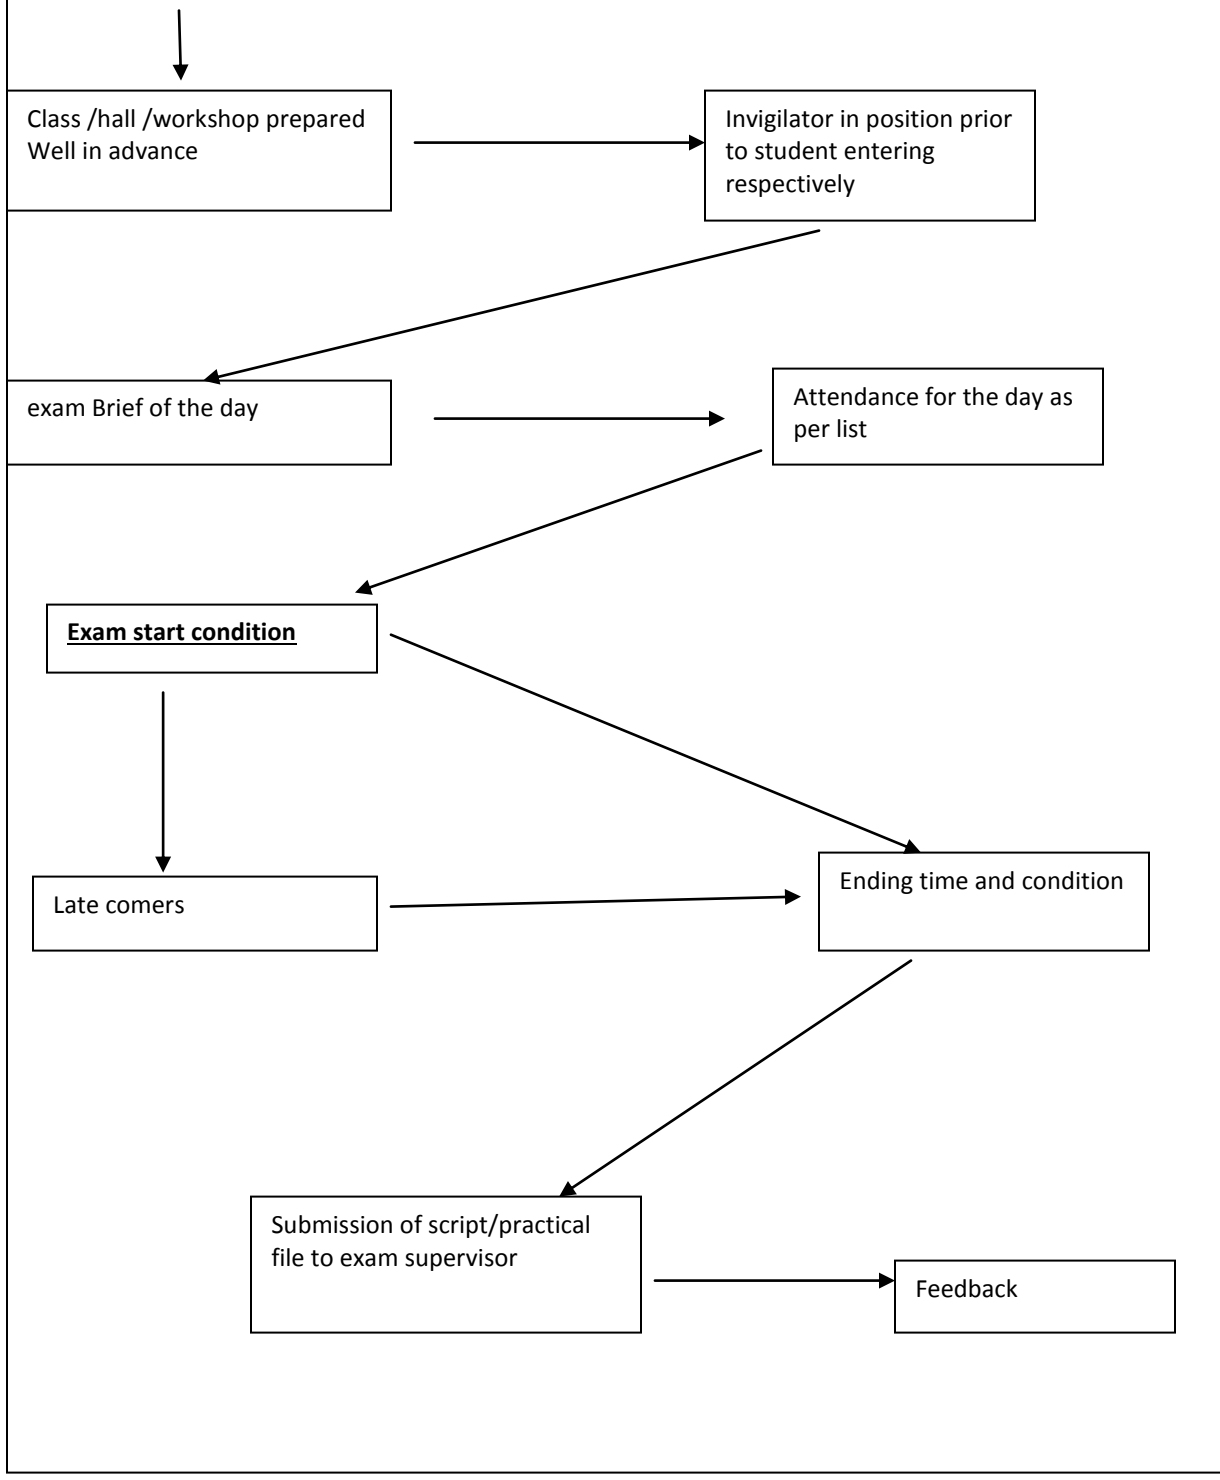 Class /hall /workshop prepared
Well in advance
Invigilator in position prior
to student entering
respectively
exam Brief of the day
Attendance for the day as
per list
Exam start condition
Late comers
Ending time and condition
Submission of script/practical
file to exam supervisor
Feedback